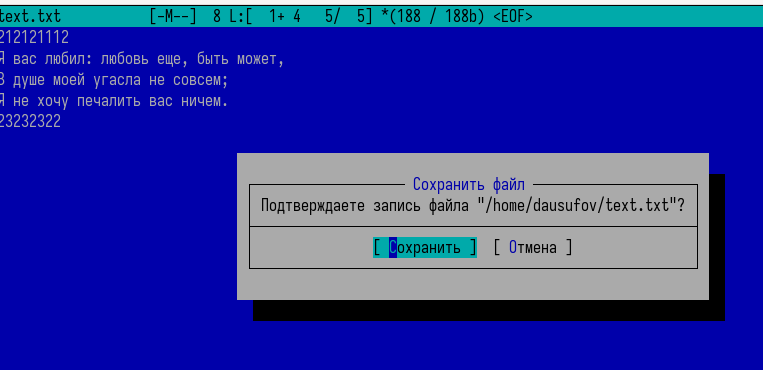 text.txt [-M--] 8 L:[ 1+ 4 5/ 5] *(188 / 188b) <EOF>
212121112
Я вас любил: любовь еще, быть может,
В душе моей угасла не совсем;
Я не хочу печалить вас ничем.
23232322
Сохранить файл
Подтверждаете запись файла "/home/dausufov/text.txt"?
[ Сохранить ] [ Отмена ]